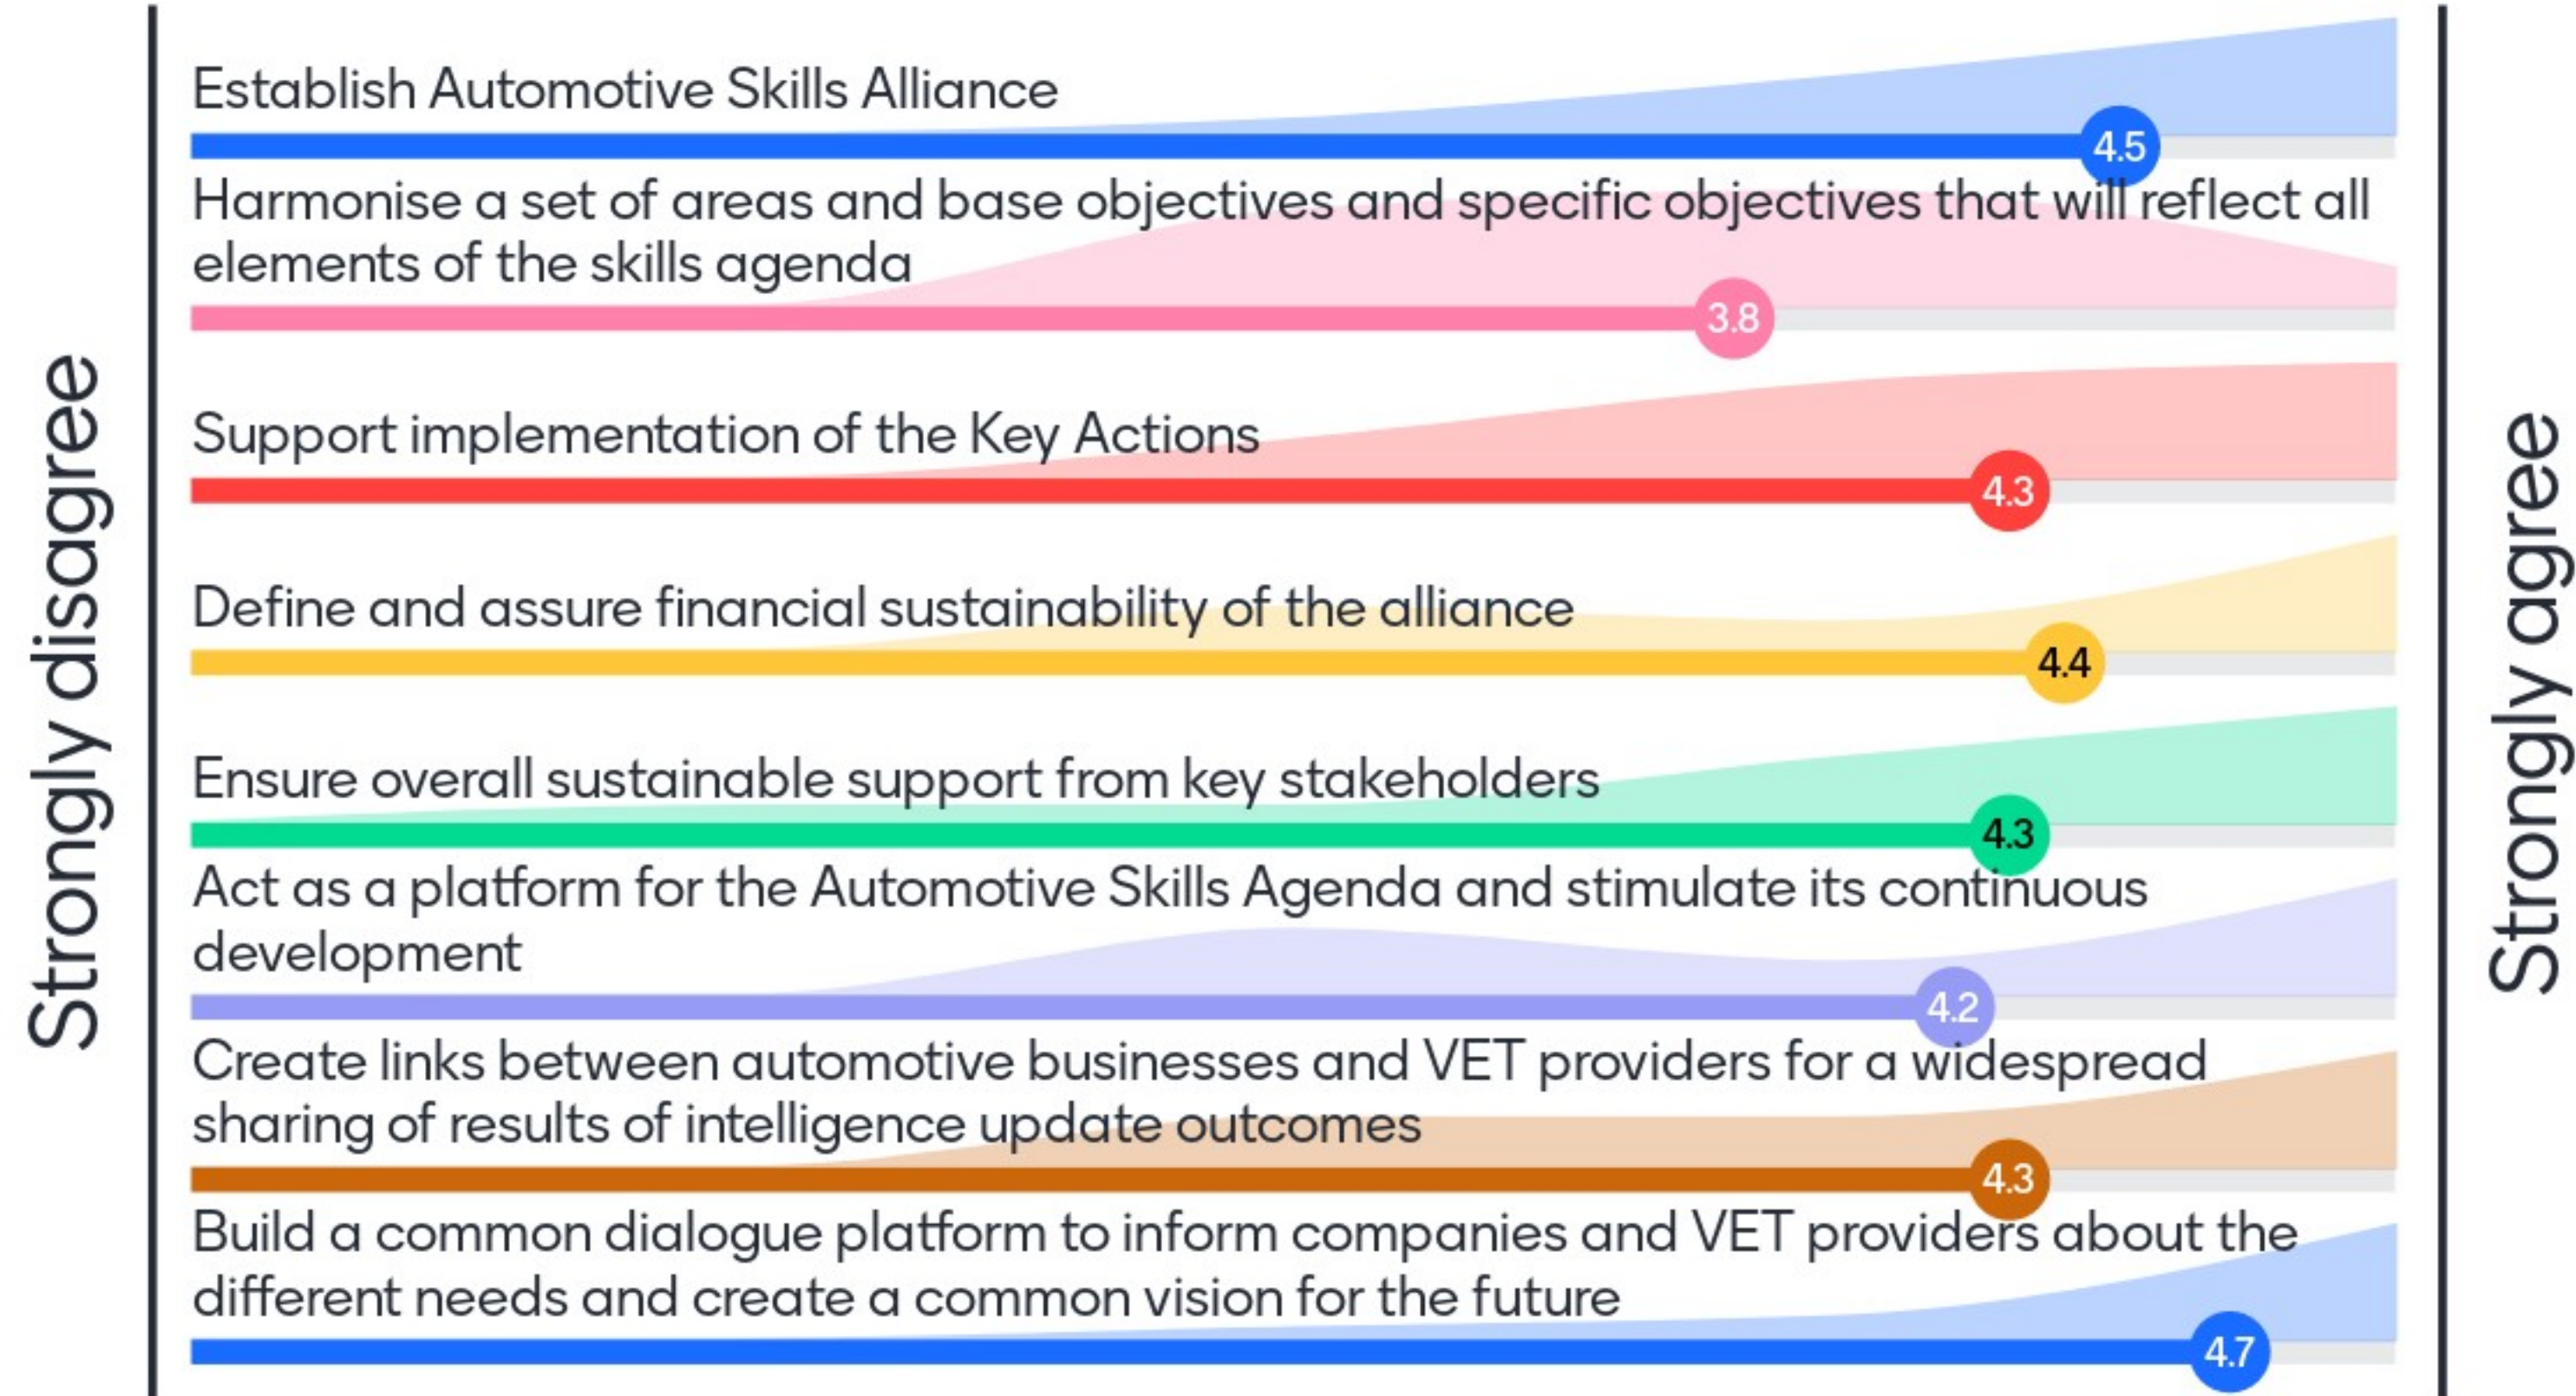 Strongly disagree
Establish Automotive Skills Alliance
4.5
Harmonise a set of areas and base objectives and specific objectives that will reflect all
elements of the skills agenda
3.8
Support implementation of the Key Actions
4.3
Define and assure financial sustainability of the alliance
4.4
Ensure overall sustainable support from key stakeholders
4.3
Act as a platform for the Automotive Skills Agenda and stimulate its continuous
development
4.2
Create links between automotive businesses and VET providers for a widespread
sharing of results of intelligence update outcomes
4.3
Build a common dialogue platform to inform companies and VET providers about the
different needs and create a common vision for the future
4.7
Strongly agree